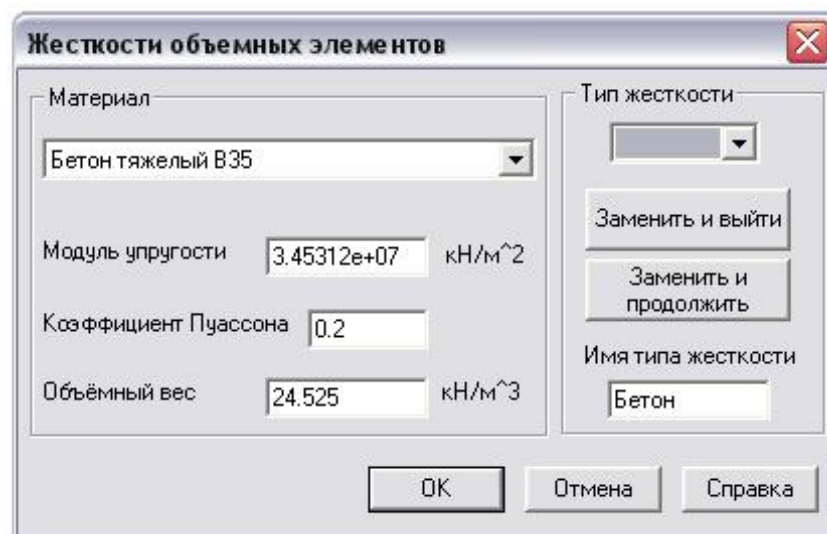 Жесткости объемных элементов
Материал
Бетон тяжелый В35
Модуль упругости 3.45312e+07 кН/м^2
Коэффициент Пуассона 0.2
Объёмный вес 24.525 кН/м^3
Тип жесткости
Заменить и выйти
Заменить и
продолжить
Имя типа жесткости
Бетон
OK Отмена Справка